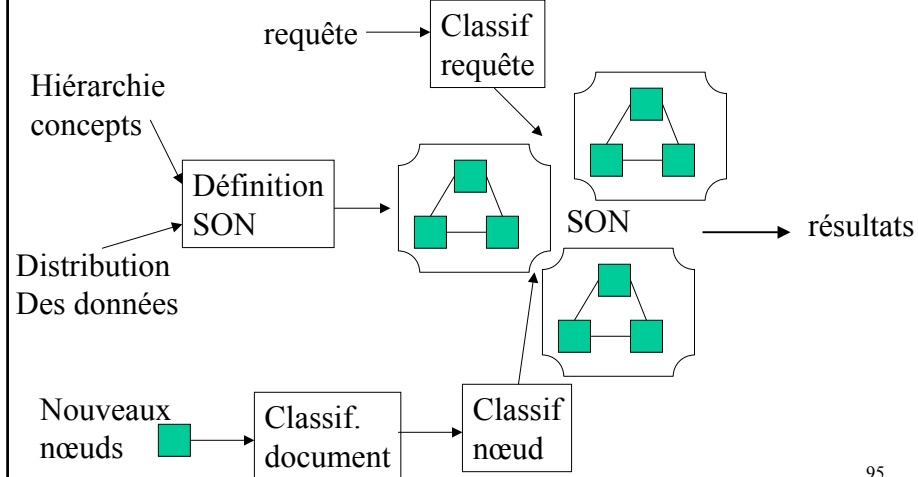 requête
Classif
requête
Hiérarchie
concepts
Définition
SON
SON
résultats
Distribution
Des données
Nouveaux
nœuds
Classif.
document
Classif
nœud
95